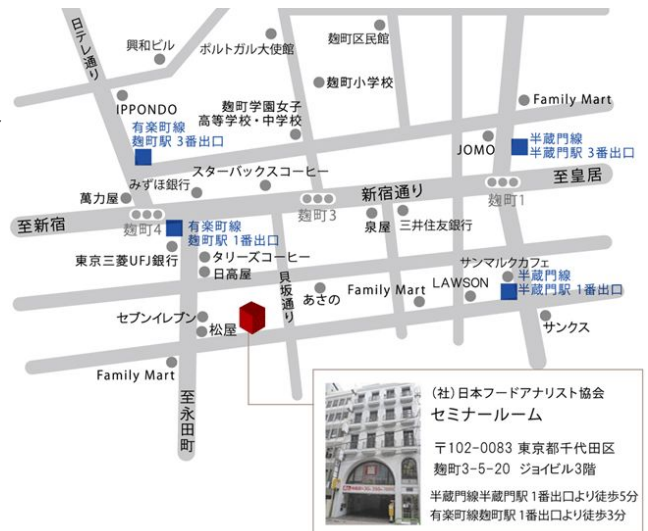 日テレ通り
興和ビル
ポルトガル大使館
麹町区民館
麹町小学校
IPPONDO
麹町学園女子
高等学校・中学校
Family Mart
有楽町線
麹町駅 3番出口
JOMO
半蔵門線
半蔵門駅 3番出口
みずほ銀行
スターバックスコーヒー
新宿通り
至皇居
萬力屋
麹町3
麹町1
至新宿
麹町4
有楽町線
麹町駅 1番出口
泉屋
三井住友銀行
東京三菱UFJ銀行
タリーズコーヒー
日高屋
貝坂通り
あさの
Family Mart
LAWSON
サンマルクカフェ
半蔵門線
半蔵門駅 1番出口
セブンイレブン
松屋
サンクス
Family Mart
至永田町
(社)日本フードアナリスト協会
セミナールーム
〒102-0083 東京都千代田区
麹町3-5-20 ジョイビル3階
半蔵門線半蔵門駅 1番出口より徒歩5分
有楽町線麹町駅 1番出口より徒歩3分